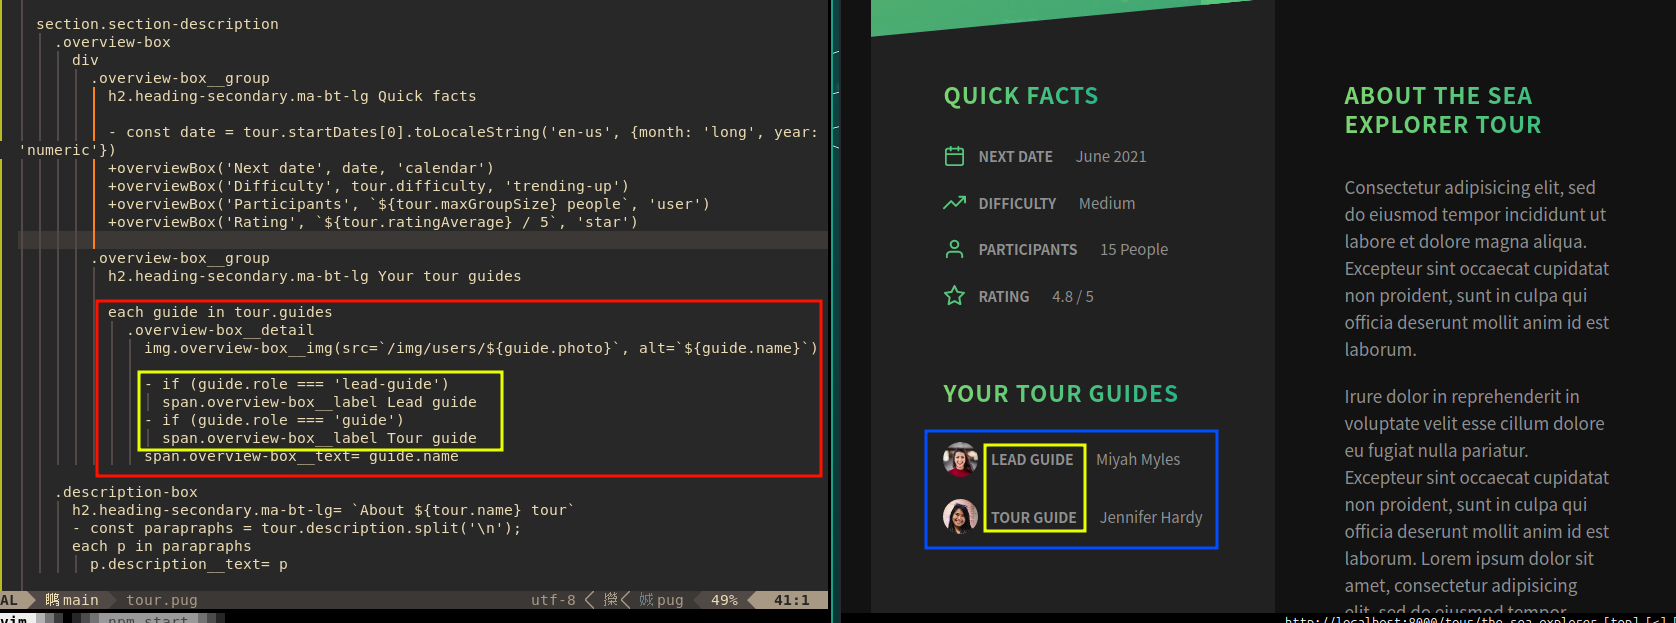 section.section-description
.overview-box
div
.overview-box__group
h2.heading-secondary.ma-bt-lg Quick facts
- const date = tour.startDates[0].toLocaleString('en-us', {month: 'long', year:
'numeric'})
+overviewBox('Next date', date, 'calendar')
+overviewBox('Difficulty', tour.difficulty, 'trending-up')
+overviewBox('Participants', `${tour.maxGroupSize} people`, 'user')
+overviewBox('Rating', `${tour.ratingAverage} / 5`, 'star')
.overview-box__group
h2.heading-secondary.ma-bt-lg Your tour guides
each guide in tour.guides
.overview-box__detail
img.overview-box__img(src=`/img/users/${guide.photo}`, alt=`${guide.name}`)
- if (guide.role === 'lead-guide')
span.overview-box__label Lead guide
- if (guide.role === 'guide')
span.overview-box__label Tour guide
span.overview-box__text= guide.name
.description-box
h2.heading-secondary.ma-bt-lg= `About ${tour.name} tour`
- const parapraphs = tour.description.split('\n');
each p in parapraphs
p.description__text= p
AL main tour.pug utf-8 pug 49% 41:1
vim npm start
QUICK FACTS
NEXT DATE June 2021
DIFFICULTY Medium
PARTICIPANTS 15 People
RATING 4.8 / 5
YOUR TOUR GUIDES
LEAD GUIDE Miyah Myles
TOUR GUIDE Jennifer Hardy
ABOUT THE SEA
EXPLORER TOUR
Consectetur adipisicing elit, sed
do eiusmod tempor incididunt ut
labore et dolore magna aliqua.
Excepteur sint occaecat cupidatat
non proident, sunt in culpa qui
officia deserunt mollit anim id est
laborum.
Irure dolor in reprehenderit in
voluptate velit esse cillum dolore
eu fugiat nulla pariatur.
Excepteur sint occaecat cupidatat
non proident, sunt in culpa qui
officia deserunt mollit anim id est
laborum. Lorem ipsum dolor sit
amet, consectetur adipisicing
elit, sed do eiusmod tempor
http://localhost:8000/tour/the-sea-explorer [top]